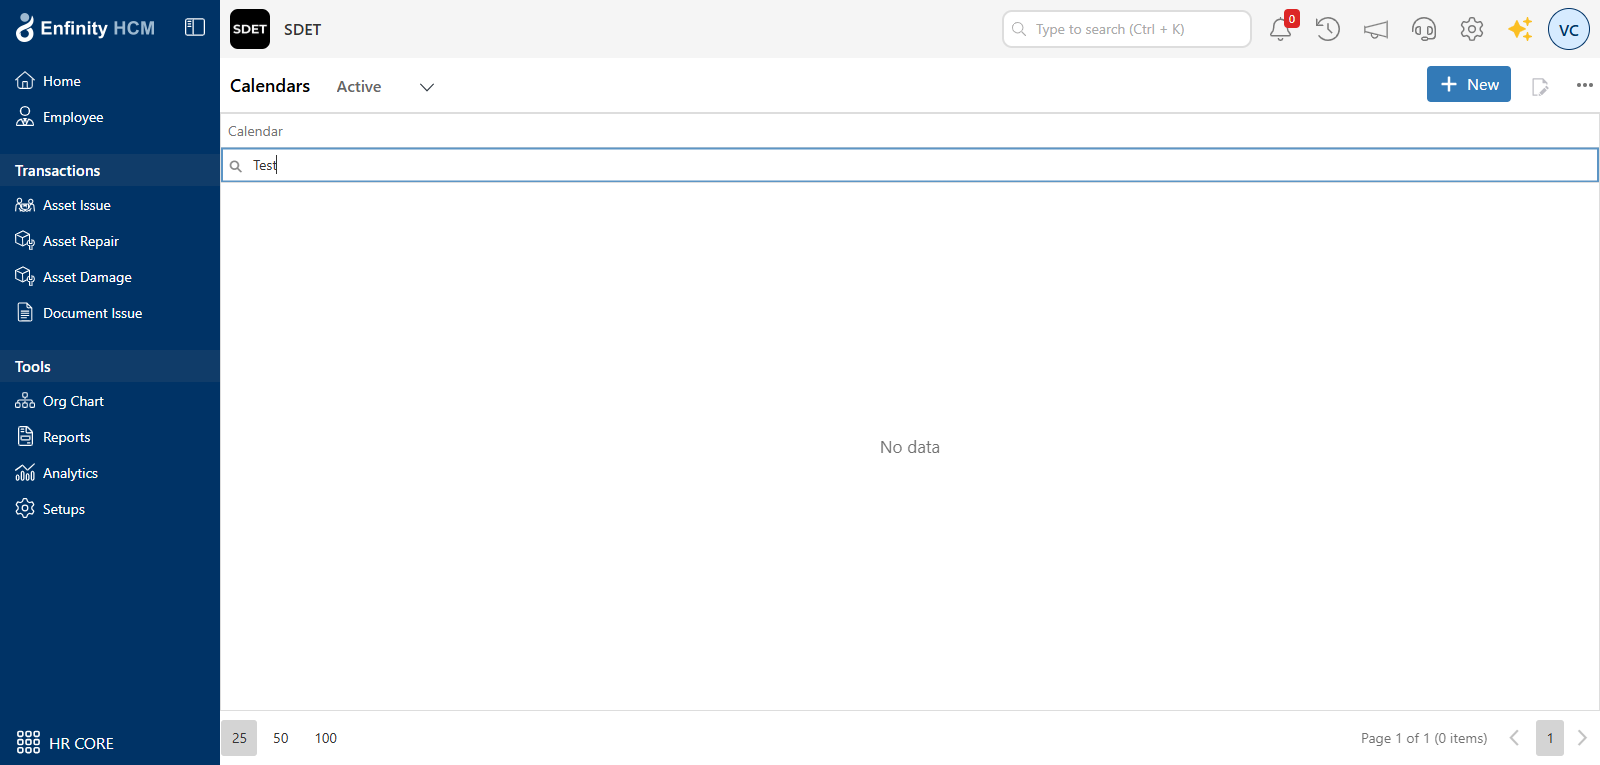 Enfinity HCM
SDET
SDET
Type to search (Ctrl + K)
0
VC
Home
Employee
Transactions
Asset Issue
Asset Repair
Asset Damage
Document Issue
Tools
Org Chart
Reports
Analytics
Setups
HR CORE
Calendars
Active
New
Calendar
Test
No data
25 50 100
Page 1 of 1 (0 items)
1